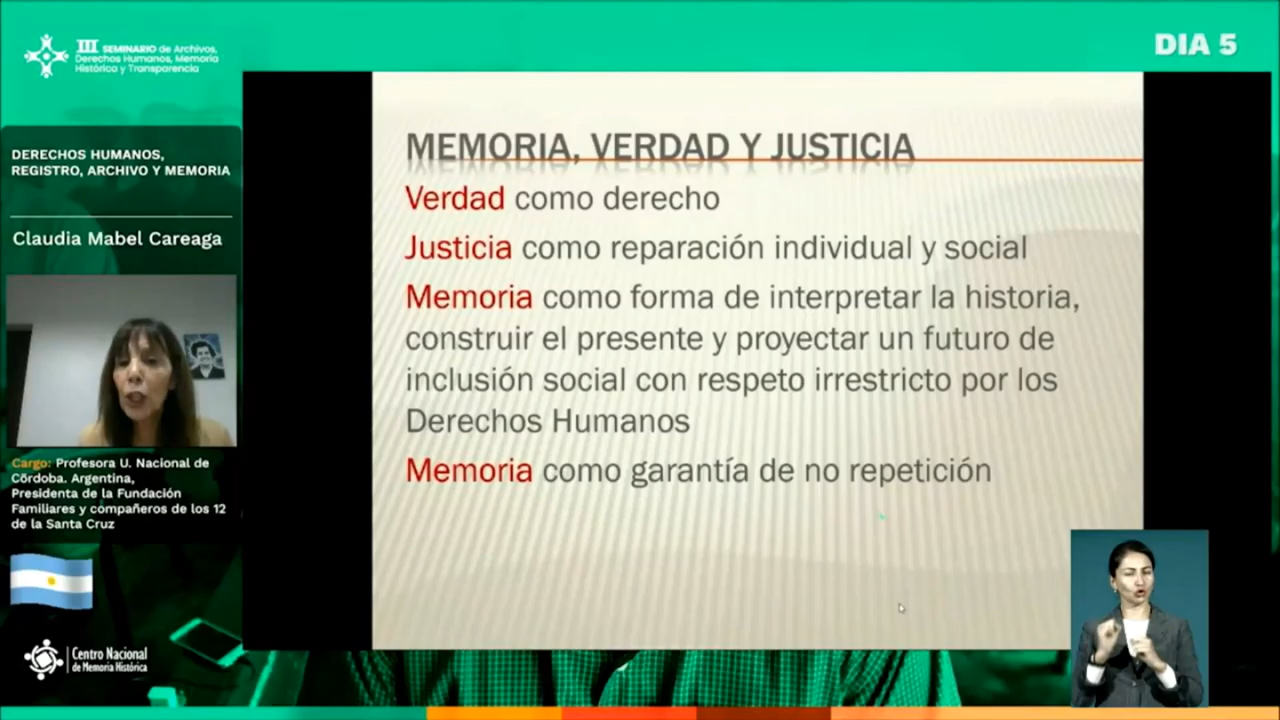 III SEMINARIO de Archivos,
Derechos Humanos, Memoria
Histórica y Transparencia
DIA 5
DERECHOS HUMANOS,
REGISTRO, ARCHIVO Y MEMORIA
Claudia Mabel Careaga
Cargo: Profesora U. Nacional de
Córdoba. Argentina,
Presidenta de la Fundación
Familiares y compañeros de los 12
de la Santa Cruz
Centro Nacional
de Memoria Histórica
MEMORIA, VERDAD Y JUSTICIA
Verdad como derecho
Justicia como reparación individual y social
Memoria como forma de interpretar la historia,
construir el presente y proyectar un futuro de
inclusión social con respeto irrestricto por los
Derechos Humanos
Memoria como garantía de no repetición